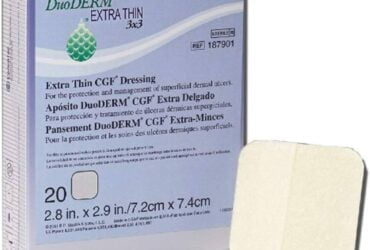 DuoDERM
EXTRA THIN
3x3
STERILE R
REF 187901
Extra Thin CGF® Dressing
For the protection and management of superficial dermal ulcers.
Apósito DuoDERM® CGF® Extra Delgado
Para protección y tratamiento de úlceras dérmicas superficiales.
Pansement DuoDERM® CGF® Extra-Minces
Pour la protection et les soins des ulcères dermiques superficiels.
20
2.8 in. x 2.9 in./7.2cm x 7.4cm